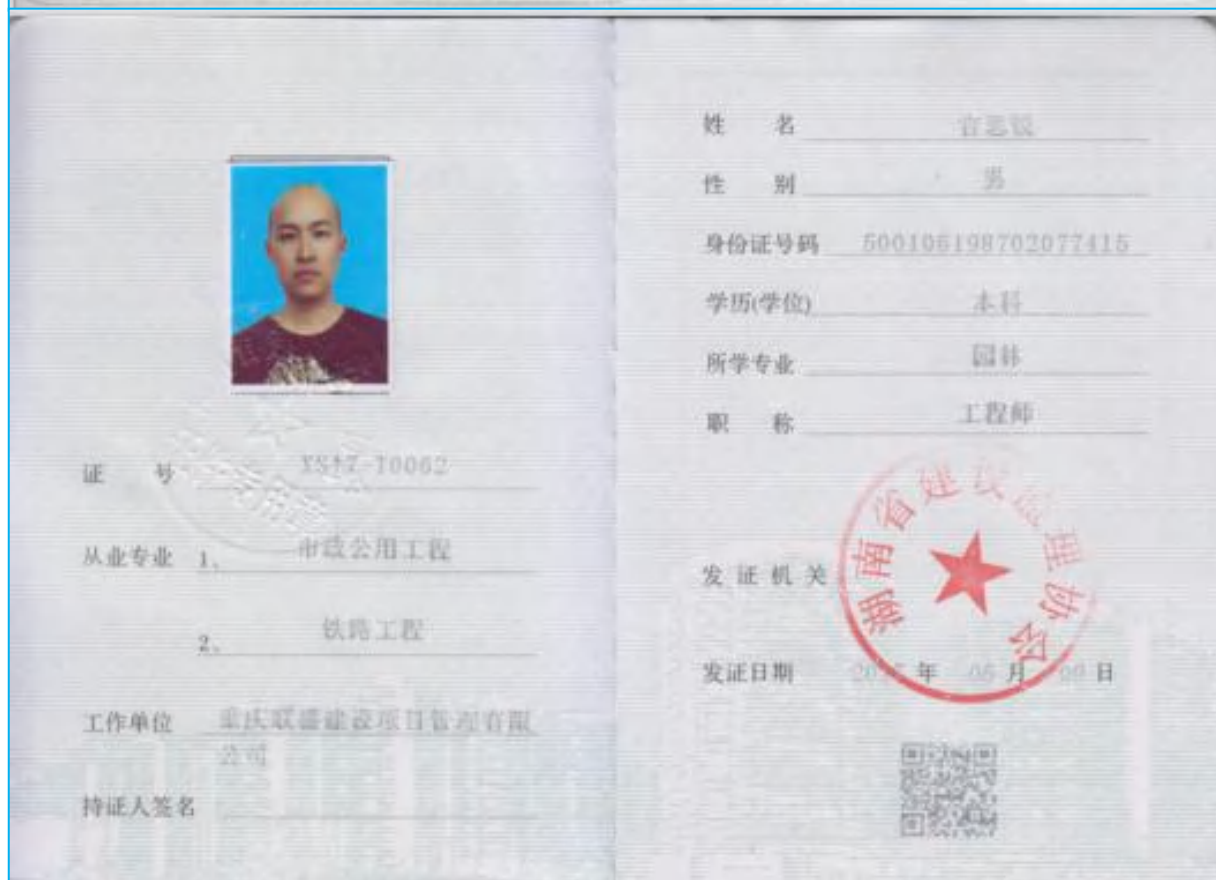 证 号
从业专业 1、 市政公用工程
2、 铁路工程
工作单位 重庆联盛建设项目管理有限
公司
持证人签名
姓 名
性 别 男
身份证号码 500106198702077415
学历(学位) 本科
所学专业 园林
职 称 工程师
发证机关
湖南省建设监理协会
发证日期 年 月 日